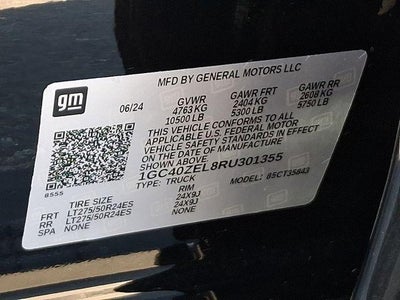 gm
MFD BY GENERAL MOTORS LLC
06/24 GVWR GAWR FRT GAWR RR
4763 KG 2404 KG 2608 KG
10500 LB 5300 LB 5750 LB
THIS VEHICLE CONFORMS TO ALL
APPLICABLE U.S. FEDERAL MOTOR
VEHICLE SAFETY STANDARDS IN EFFECT
ON THE DATE OF MANUFACTURE
SHOWN ABOVE.
1GC40ZEL8RU301355
TYPE: TRUCK MODEL: 85CT35843
8555
TIRE SIZE RIM
FRT LT275/50R24ES 24X9J
RR LT275/50R24ES 24X9J
SPA NONE NONE